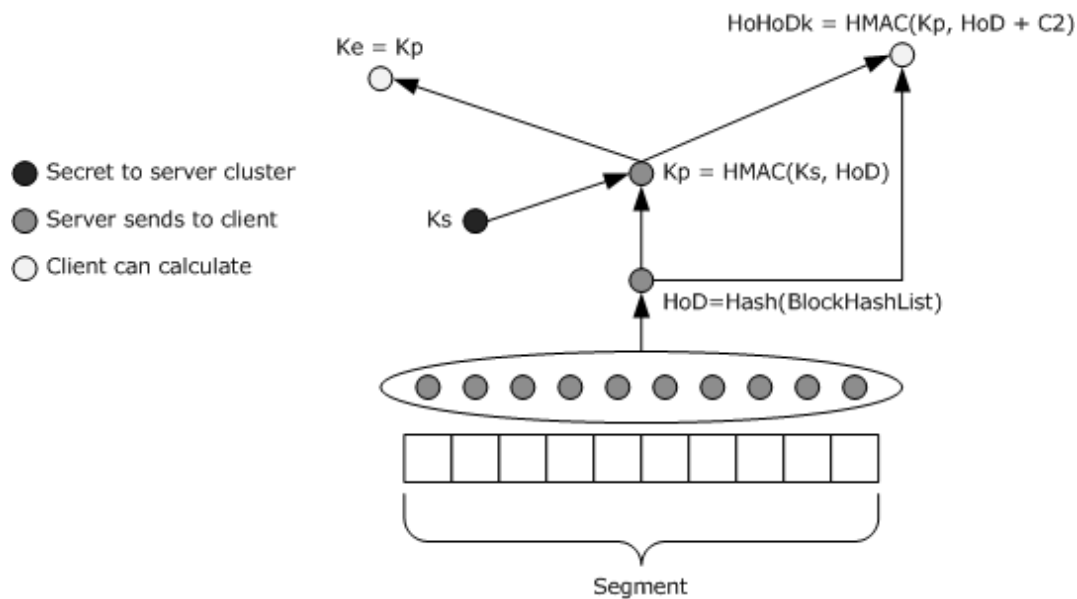 HoHoDk = HMAC(Kp, HoD + C2)
Ke = Kp
Secret to server cluster
Kp = HMAC(Ks, HoD)
Server sends to client
Ks
Client can calculate
HoD=Hash(BlockHashList)
Segment